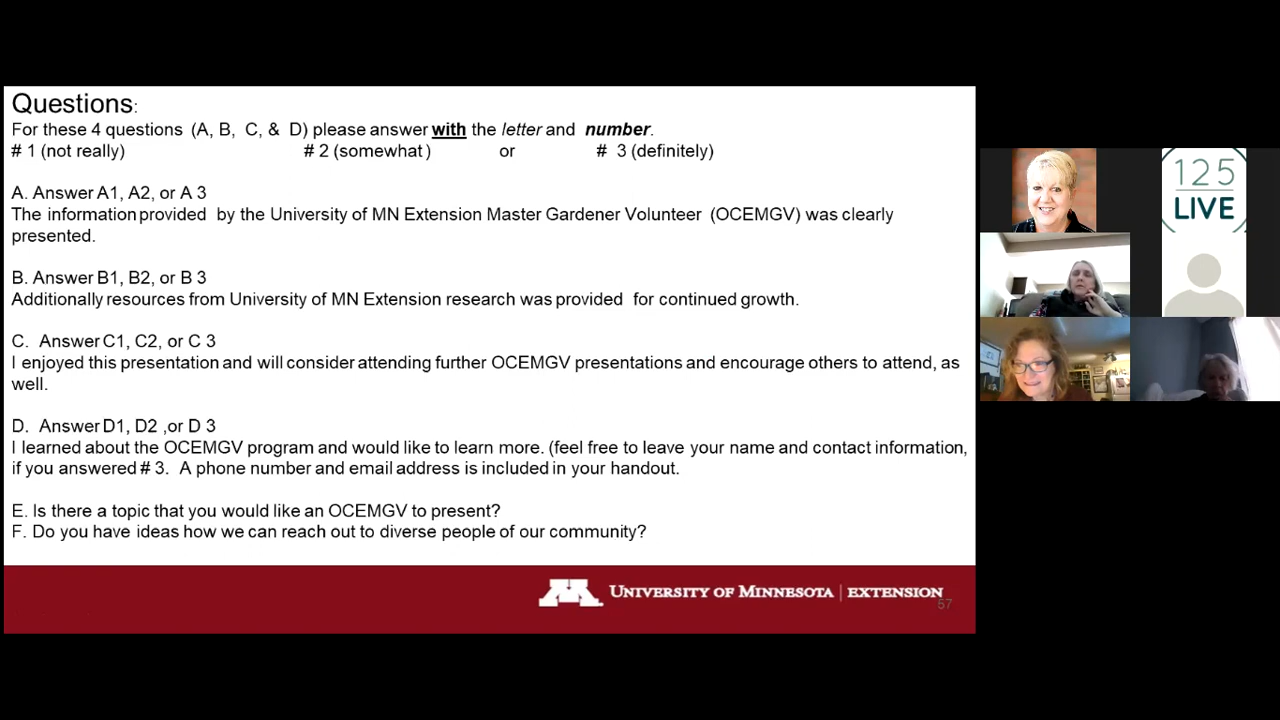 Questions:
For these 4 questions (A, B, C, & D) please answer with the letter and number.
# 1 (not really) # 2 (somewhat) or # 3 (definitely)
A. Answer A1, A2, or A 3
The information provided by the University of MN Extension Master Gardener Volunteer (OCEMGV) was clearly
presented.
B. Answer B1, B2, or B 3
Additionally resources from University of MN Extension research was provided for continued growth.
C. Answer C1, C2, or C 3
I enjoyed this presentation and will consider attending further OCEMGV presentations and encourage others to attend, as
well.
D. Answer D1, D2 ,or D 3
I learned about the OCEMGV program and would like to learn more. (feel free to leave your name and contact information,
if you answered # 3. A phone number and email address is included in your handout.
E. Is there a topic that you would like an OCEMGV to present?
F. Do you have ideas how we can reach out to diverse people of our community?
M UNIVERSITY OF MINNESOTA | EXTENSION
57
125
LIVE